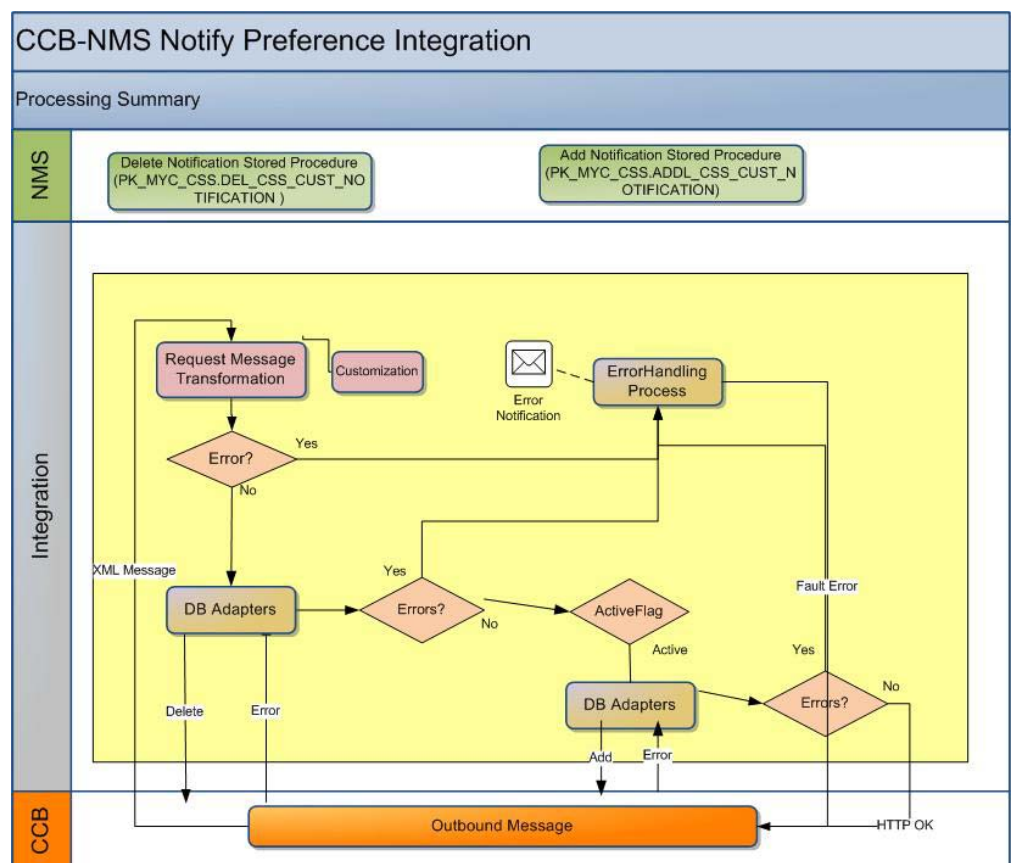 CCB-NMS Notify Preference Integration
Processing Summary
NMS
Delete Notification Stored Procedure
(PK_MYC_CSS.DEL_CSS_CUST_NO
TIFICATION )
Add Notification Stored Procedure
(PK_MYC_CSS.ADDL_CSS_CUST_N
OTIFICATION)
Integration
Request Message
Transformation
Customization
Error
Notification
ErrorHandling
Process
Error?
Yes
No
XML Message
DB Adapters
Yes
Errors?
No
ActiveFlag
Active
Fault Error
Delete
Error
DB Adapters
Yes
Errors?
No
Add
Error
CCB
Outbound Message
HTTP OK